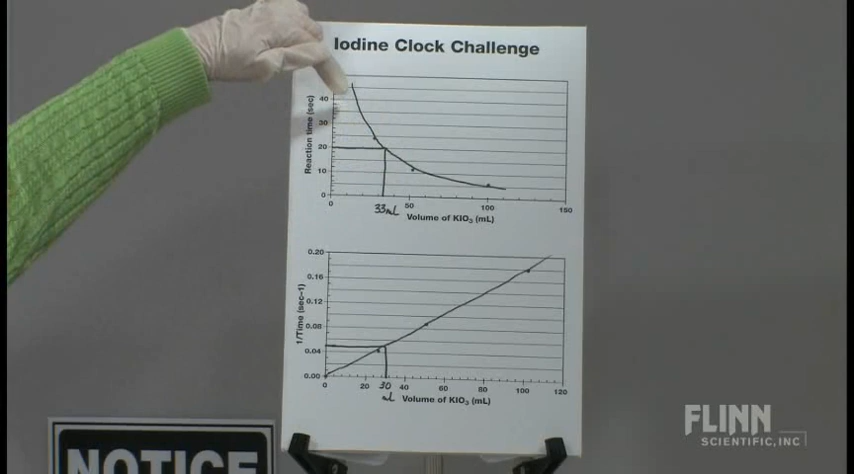 Iodine Clock Challenge
Reaction time (sec)
40
30
20
10
0
0
50
100
150
33mL
Volume of KIO₃ (mL)
1/Time (sec–1)
0.20
0.16
0.12
0.08
0.04
0.00
0
20
30
40
60
80
100
120
mL
Volume of KIO₃ (mL)
NOTICE
FLINN
SCIENTIFIC, INC